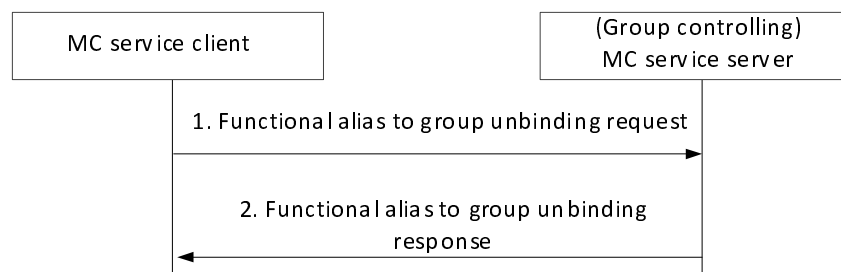 MC service client
(Group controlling)
MC service server
1. Functional alias to group unbinding request
2. Functional alias to group unbinding
response